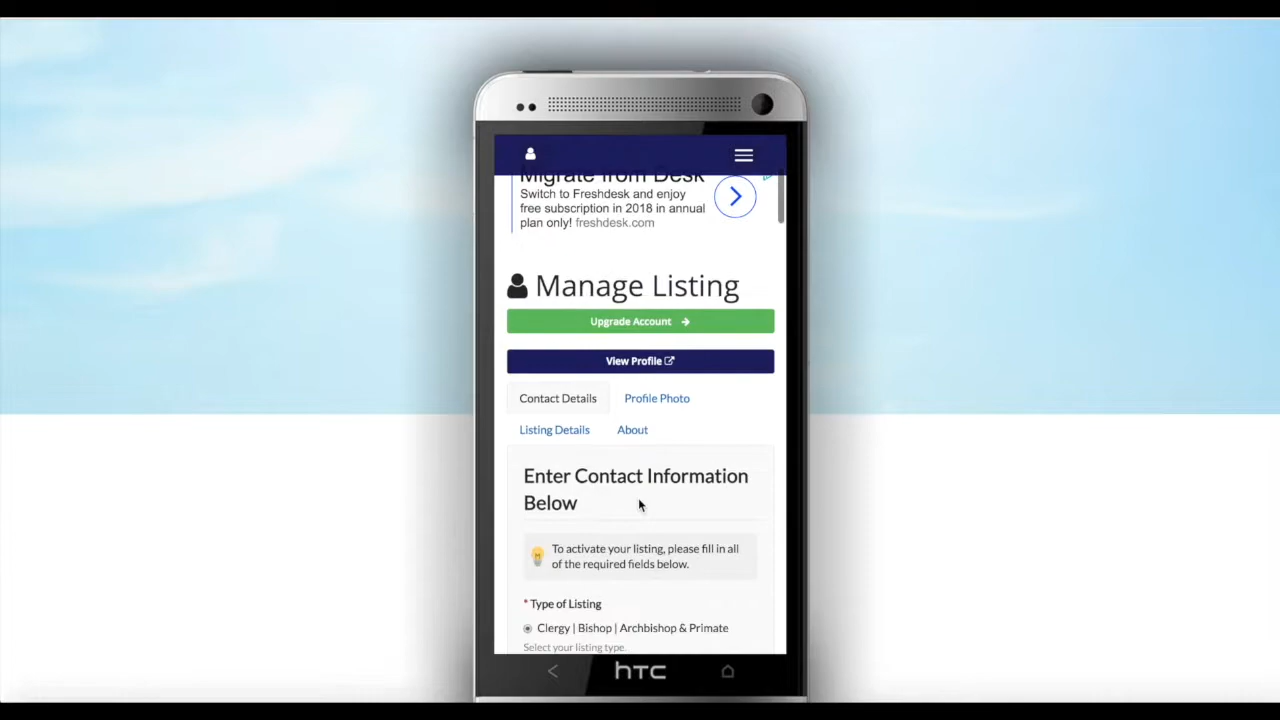 Migrate from Desk
Switch to Freshdesk and enjoy
free subscription in 2018 in annual
plan only! freshdesk.com
Manage Listing
Upgrade Account
View Profile
Contact Details Profile Photo
Listing Details About
Enter Contact Information
Below
To activate your listing, please fill in all
of the required fields below.
* Type of Listing
Clergy | Bishop | Archbishop & Primate
Select your listing type.
hTC